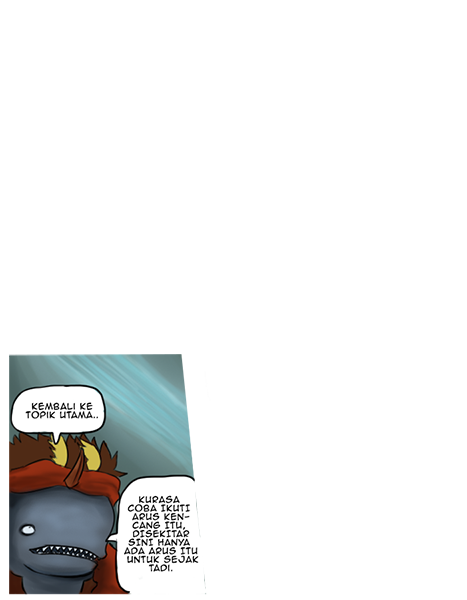 KEMBALI KE
TOPIK UTAMA..
KURASA
COBA IKUTI
ARUS KEN-
CANG ITU,
DISEKITAR
SINI HANYA
ADA ARUS ITU
UNTUK SEJAK
TADI.